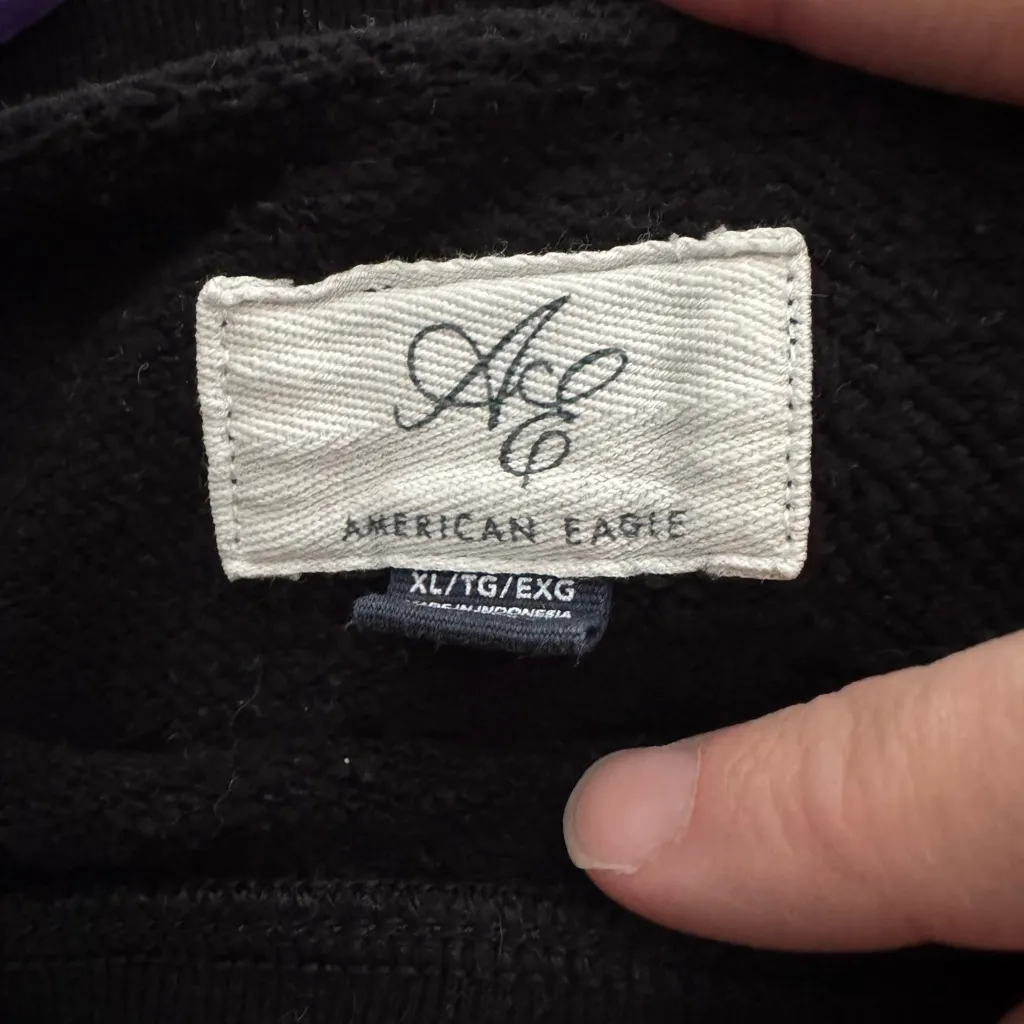 AE
AMERICAN EAGLE
XL/TG/EXG
MADE IN INDONESIA